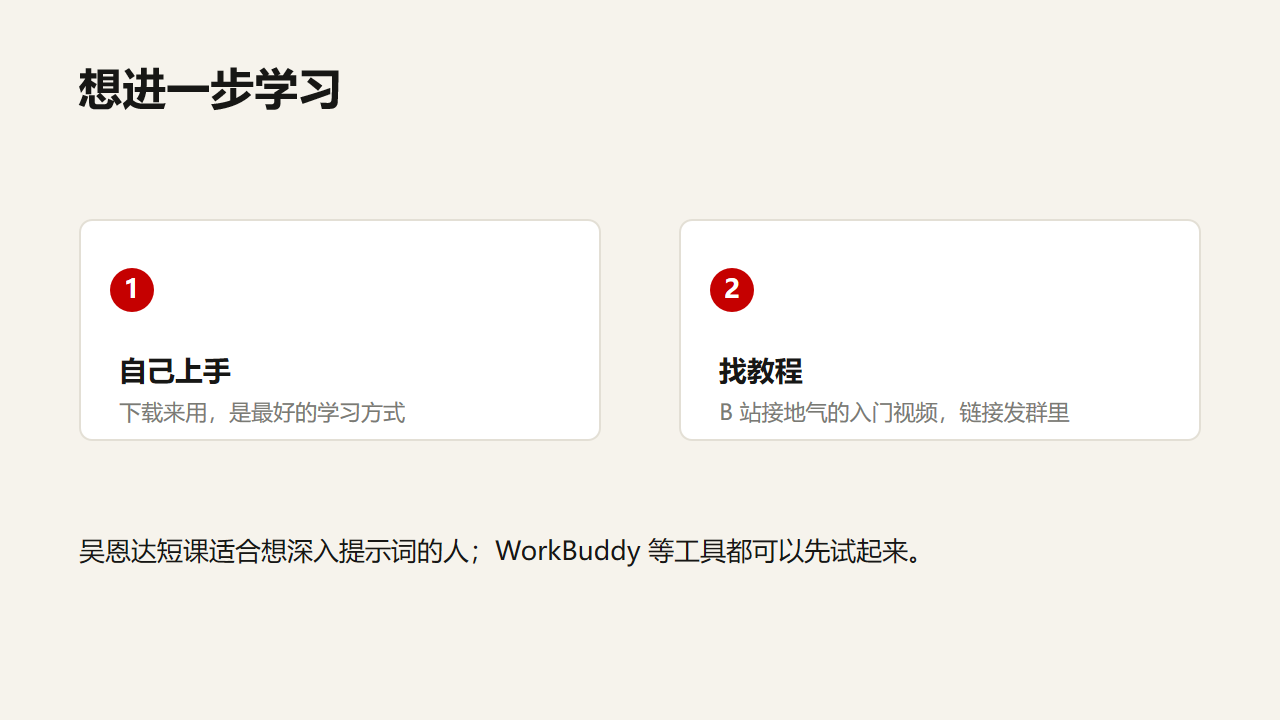 想进一步学习
1
自己上手
下载来用，是最好的学习方式
2
找教程
B 站接地气的入门视频，链接发群里
吴恩达短课适合想深入提示词的人；WorkBuddy 等工具都可以先试起来。